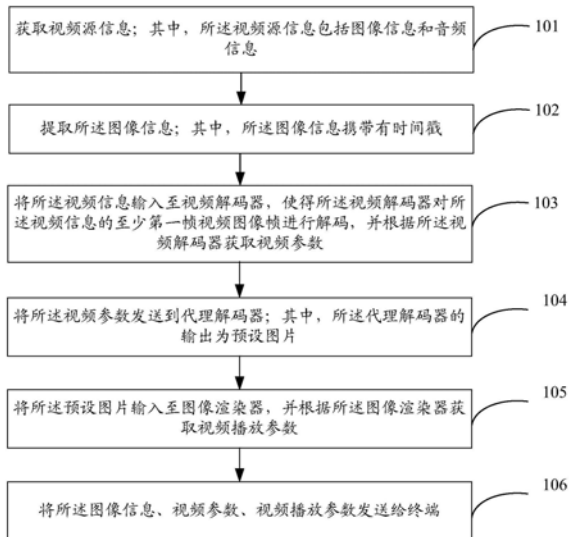 获取视频源信息；其中，所述视频源信息包括图像信息和音频
信息
101
提取所述图像信息；其中，所述图像信息携带有时间戳
102
将所述视频信息输入至视频解码器，使得所述视频解码器对所
述视频信息的至少第一帧视频图像帧进行解码，并根据所述视
频解码器获取视频参数
103
将所述视频参数发送到代理解码器；其中，所述代理解码器的
输出为预设图片
104
将所述预设图片输入至图像渲染器，并根据所述图像渲染器获
取视频播放参数
105
将所述图像信息、视频参数、视频播放参数发送给终端
106